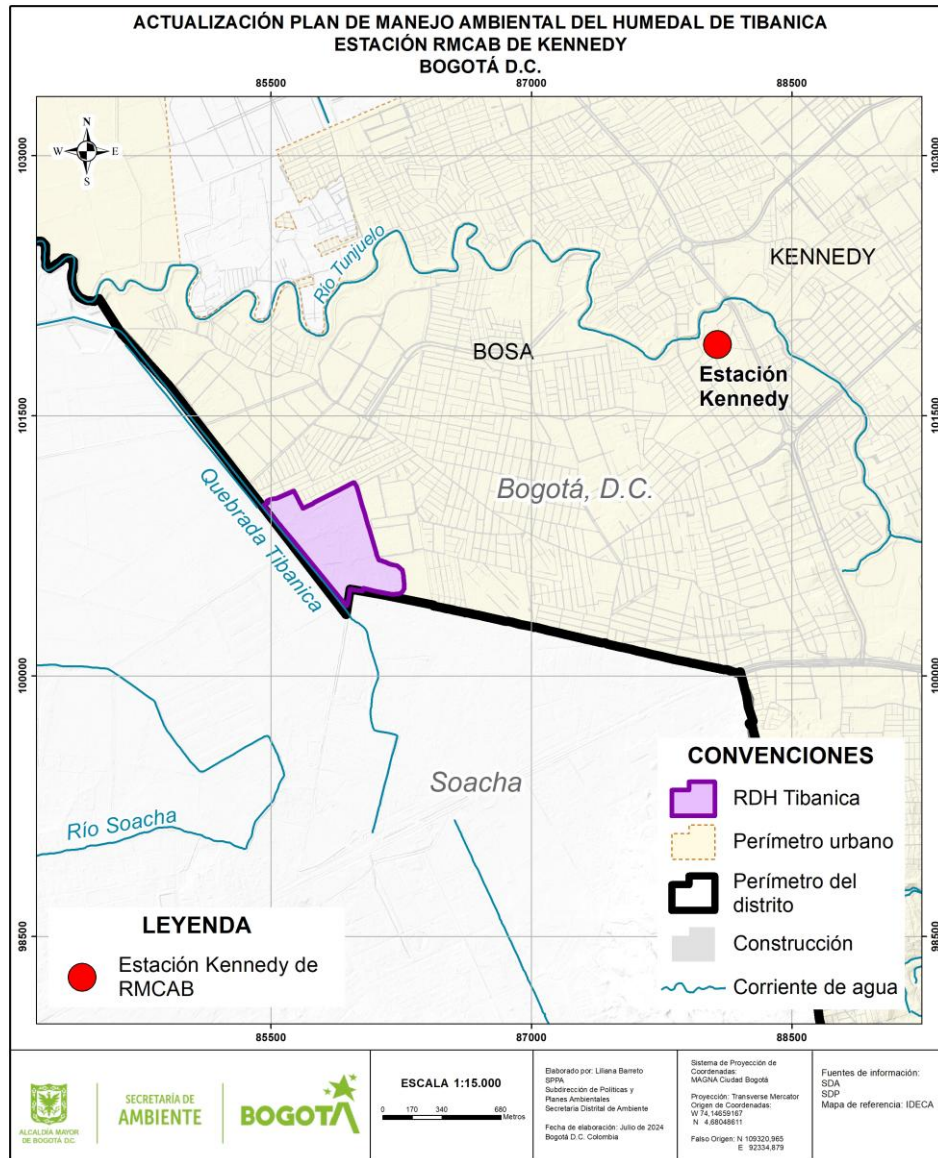 ACTUALIZACIÓN PLAN DE MANEJO AMBIENTAL DEL HUMEDAL DE TIBANICA
ESTACIÓN RMCAB DE KENNEDY
BOGOTÁ D.C.
85500
87000
88500
103000
103000
N
W
E
S
Río Tunjuelo
KENNEDY
BOSA
Estación
Kennedy
101500
101500
Bogotá, D.C.
Quebrada Tibanica
100000
100000
Soacha
Río Soacha
CONVENCIONES
RDH Tibanica
Perímetro urbano
Perímetro del
distrito
Construcción
Corriente de agua
LEYENDA
Estación Kennedy de
RMCAB
98500
98500
85500
87000
88500
ALCALDÍA MAYOR
DE BOGOTÁ D.C.
SECRETARÍA DE
AMBIENTE
BOGOTÁ
ESCALA 1:15.000
0 170 340 680
Metros
Elaborado por: Liliana Barreto
SPPA
Subdirección de Políticas y
Planes Ambientales
Secretaría Distrital de Ambiente
Fecha de elaboración: Julio de 2024
Bogotá D.C. Colombia
Sistema de Proyección de
Coordenadas:
MAGNA Ciudad Bogotá
Proyección: Transverse Mercator
Origen de Coordenadas:
W 74,14659167
N 4,68048611
Falso Origen: N 109320,965
E 92334,879
Fuentes de información:
SDA
SDP
Mapa de referencia: IDECA